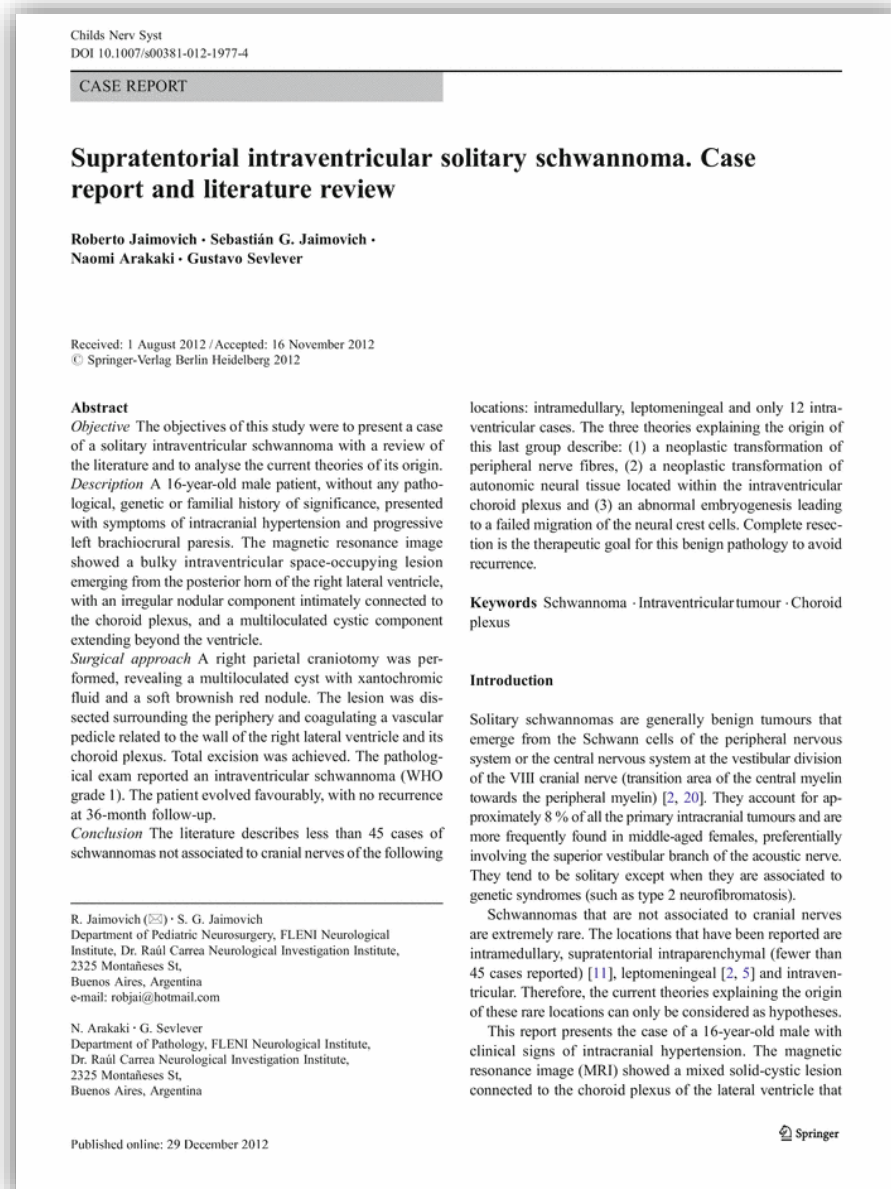 Childs Nerv Syst
DOI 10.1007/s00381-012-1977-4
CASE REPORT
Supratentorial intraventricular solitary schwannoma. Case
report and literature review
Roberto Jaimovich · Sebastián G. Jaimovich ·
Naomi Arakaki · Gustavo Sevlever
Received: 1 August 2012 / Accepted: 16 November 2012
© Springer-Verlag Berlin Heidelberg 2012
Abstract
Objective The objectives of this study were to present a case
of a solitary intraventricular schwannoma with a review of
the literature and to analyse the current theories of its origin.
Description A 16-year-old male patient, without any patho-
logical, genetic or familial history of significance, presented
with symptoms of intracranial hypertension and progressive
left brachiocrural paresis. The magnetic resonance image
showed a bulky intraventricular space-occupying lesion
emerging from the posterior horn of the right lateral ventricle,
with an irregular nodular component intimately connected to
the choroid plexus, and a multiloculated cystic component
extending beyond the ventricle.
Surgical approach A right parietal craniotomy was per-
formed, revealing a multiloculated cyst with xantochromic
fluid and a soft brownish red nodule. The lesion was dis-
sected surrounding the periphery and coagulating a vascular
pedicle related to the wall of the right lateral ventricle and its
choroid plexus. Total excision was achieved. The patholog-
ical exam reported an intraventricular schwannoma (WHO
grade 1). The patient evolved favourably, with no recurrence
at 36-month follow-up.
Conclusion The literature describes less than 45 cases of
schwannomas not associated to cranial nerves of the following
R. Jaimovich (✉) · S. G. Jaimovich
Department of Pediatric Neurosurgery, FLENI Neurological
Institute, Dr. Raúl Carrea Neurological Investigation Institute,
2325 Montañeses St,
Buenos Aires, Argentina
e-mail: robjai@hotmail.com
N. Arakaki · G. Sevlever
Department of Pathology, FLENI Neurological Institute,
Dr. Raúl Carrea Neurological Investigation Institute,
2325 Montañeses St,
Buenos Aires, Argentina
locations: intramedullary, leptomeningeal and only 12 intra-
ventricular cases. The three theories explaining the origin of
this last group describe: (1) a neoplastic transformation of
peripheral nerve fibres, (2) a neoplastic transformation of
autonomic neural tissue located within the intraventricular
choroid plexus and (3) an abnormal embryogenesis leading
to a failed migration of the neural crest cells. Complete resec-
tion is the therapeutic goal for this benign pathology to avoid
recurrence.
Keywords Schwannoma · Intraventricular tumour · Choroid
plexus
Introduction
Solitary schwannomas are generally benign tumours that
emerge from the Schwann cells of the peripheral nervous
system or the central nervous system at the vestibular division
of the VIII cranial nerve (transition area of the central myelin
towards the peripheral myelin) [2, 20]. They account for ap-
proximately 8 % of all the primary intracranial tumours and are
more frequently found in middle-aged females, preferentially
involving the superior vestibular branch of the acoustic nerve.
They tend to be solitary except when they are associated to
genetic syndromes (such as type 2 neurofibromatosis).
Schwannomas that are not associated to cranial nerves
are extremely rare. The locations that have been reported are
intramedullary, supratentorial intraparenchymal (fewer than
45 cases reported) [11], leptomeningeal [2, 5] and intraven-
tricular. Therefore, the current theories explaining the origin
of these rare locations can only be considered as hypotheses.
This report presents the case of a 16-year-old male with
clinical signs of intracranial hypertension. The magnetic
resonance image (MRI) showed a mixed solid-cystic lesion
connected to the choroid plexus of the lateral ventricle that
Published online: 29 December 2012
Springer